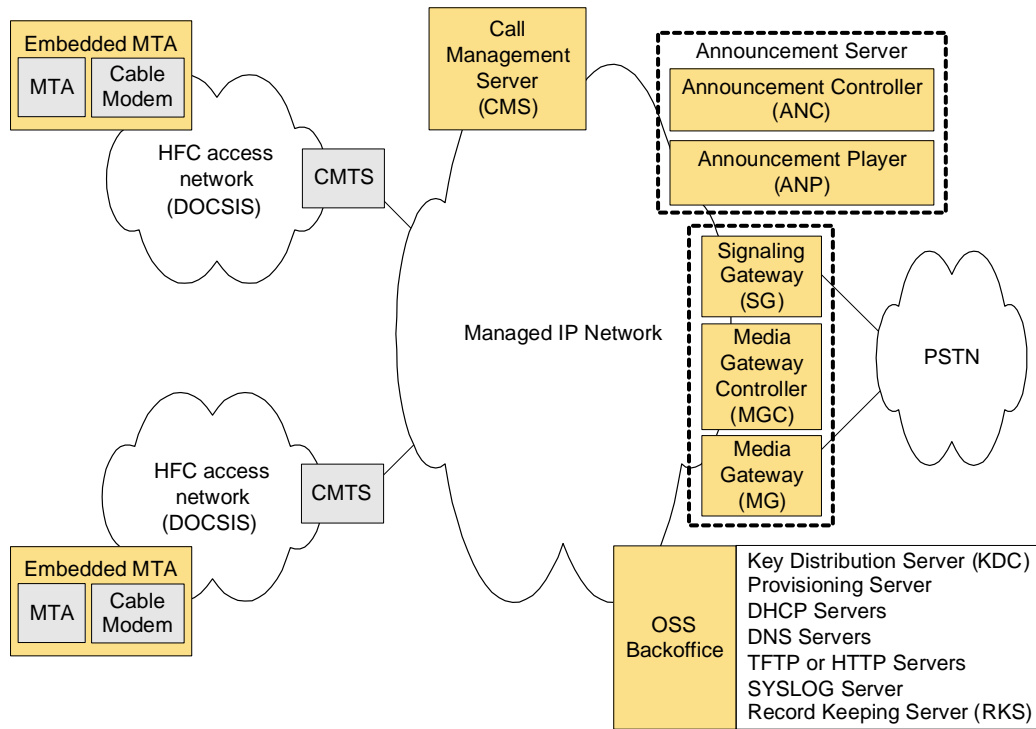 Embedded MTA
MTA
Cable
Modem
HFC access
network
(DOCSIS)
CMTS
Call
Management
Server
(CMS)
Announcement Server
Announcement Controller
(ANC)
Announcement Player
(ANP)
Signaling
Gateway
(SG)
Media
Gateway
Controller
(MGC)
Media
Gateway
(MG)
Managed IP Network
PSTN
HFC access
network
(DOCSIS)
CMTS
Embedded MTA
MTA
Cable
Modem
OSS
Backoffice
Key Distribution Server (KDC)
Provisioning Server
DHCP Servers
DNS Servers
TFTP or HTTP Servers
SYSLOG Server
Record Keeping Server (RKS)